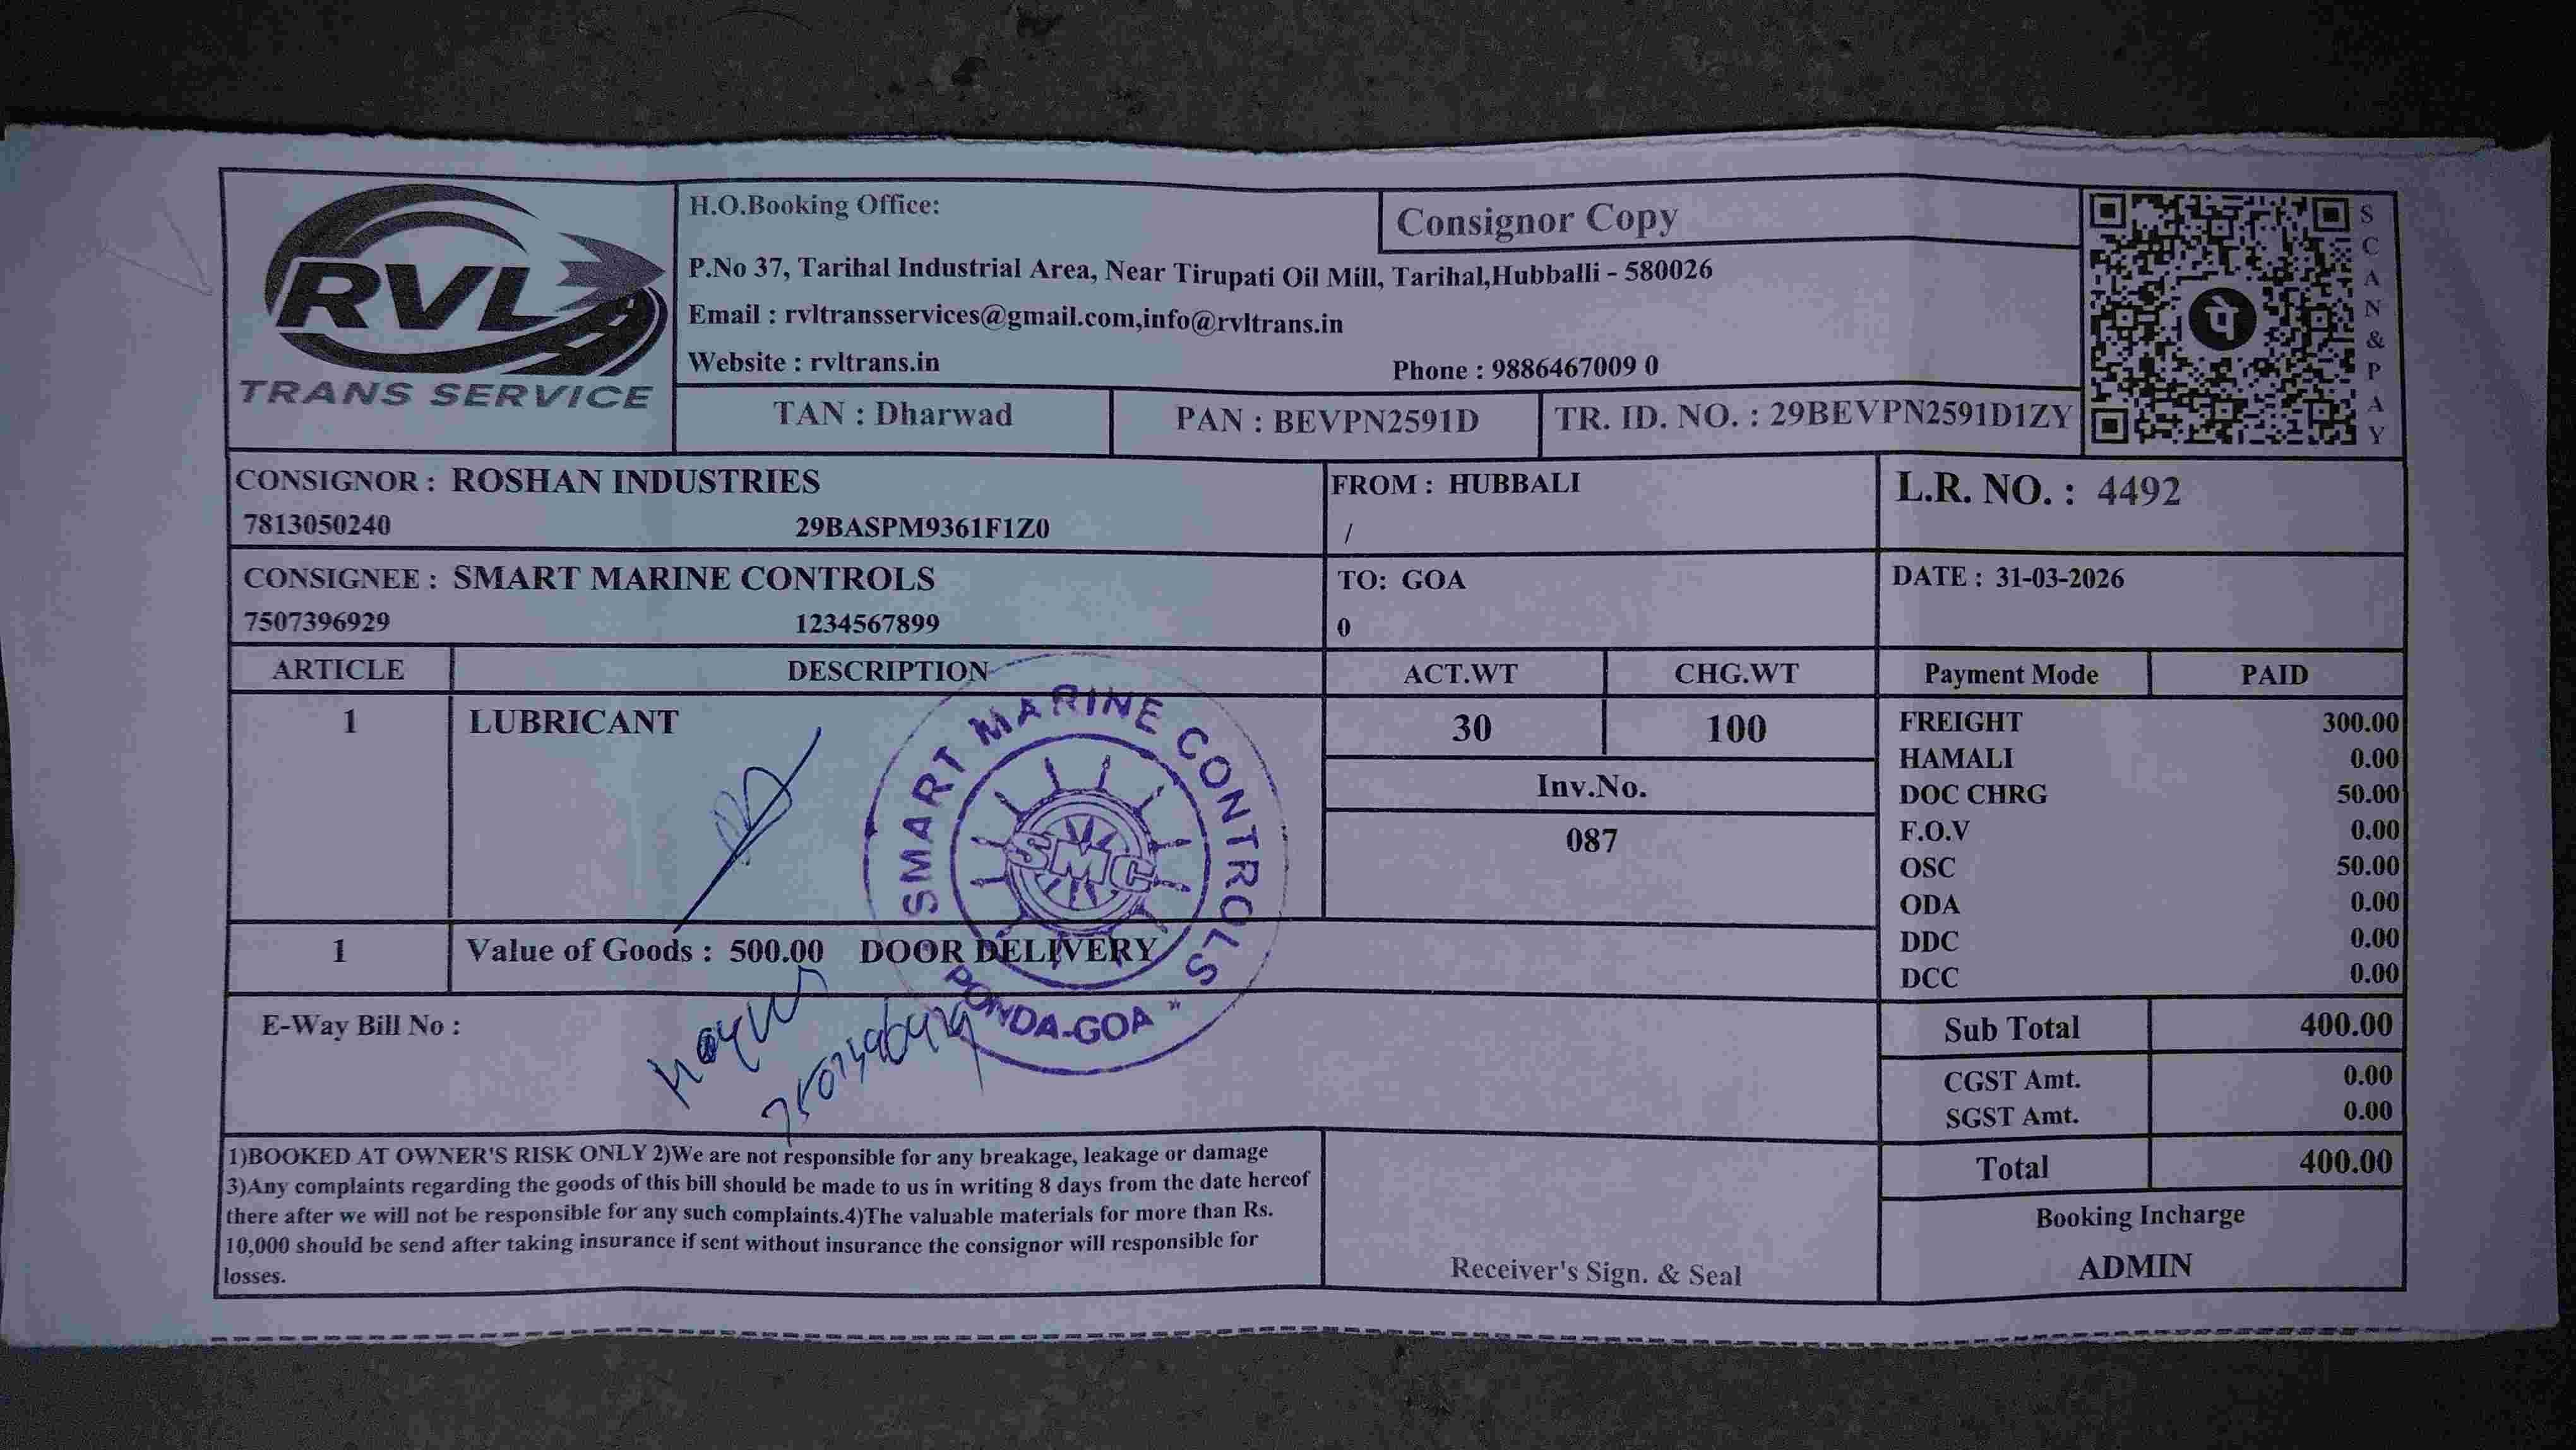 RVL
TRANS SERVICE
H.O.Booking Office:
Consignor Copy
P.No 37, Tarihal Industrial Area, Near Tirupati Oil Mill, Tarihal,Hubballi - 580026
Email : rvltransservices@gmail.com,info@rvltrans.in
Website : rvltrans.in Phone : 9886467009 0
TAN : Dharwad PAN : BEVPN2591D TR. ID. NO. : 29BEVPN2591D1ZY
पे
SCAN&PAY
CONSIGNOR : ROSHAN INDUSTRIES
7813050240 29BASPM9361F1Z0
FROM : HUBBALI
/
L.R. NO. : 4492
CONSIGNEE : SMART MARINE CONTROLS
7507396929 1234567899
TO: GOA
0
DATE : 31-03-2026
ARTICLE DESCRIPTION ACT.WT CHG.WT Payment Mode PAID
1 LUBRICANT 30 100
Inv.No.
087
FREIGHT 300.00
HAMALI 0.00
DOC CHRG 50.00
F.O.V 0.00
OSC 50.00
ODA 0.00
DDC 0.00
DCC 0.00
SMART MARINE CONTROLS
SMC
PONDA-GOA *
1 Value of Goods : 500.00 DOOR DELIVERY
E-Way Bill No :
Sub Total 400.00
CGST Amt. 0.00
SGST Amt. 0.00
Total 400.00
1)BOOKED AT OWNER'S RISK ONLY 2)We are not responsible for any breakage, leakage or damage
3)Any complaints regarding the goods of this bill should be made to us in writing 8 days from the date hereof
there after we will not be responsible for any such complaints.4)The valuable materials for more than Rs.
10,000 should be send after taking insurance if sent without insurance the consignor will responsible for
losses.
Receiver's Sign. & Seal
Booking Incharge
ADMIN